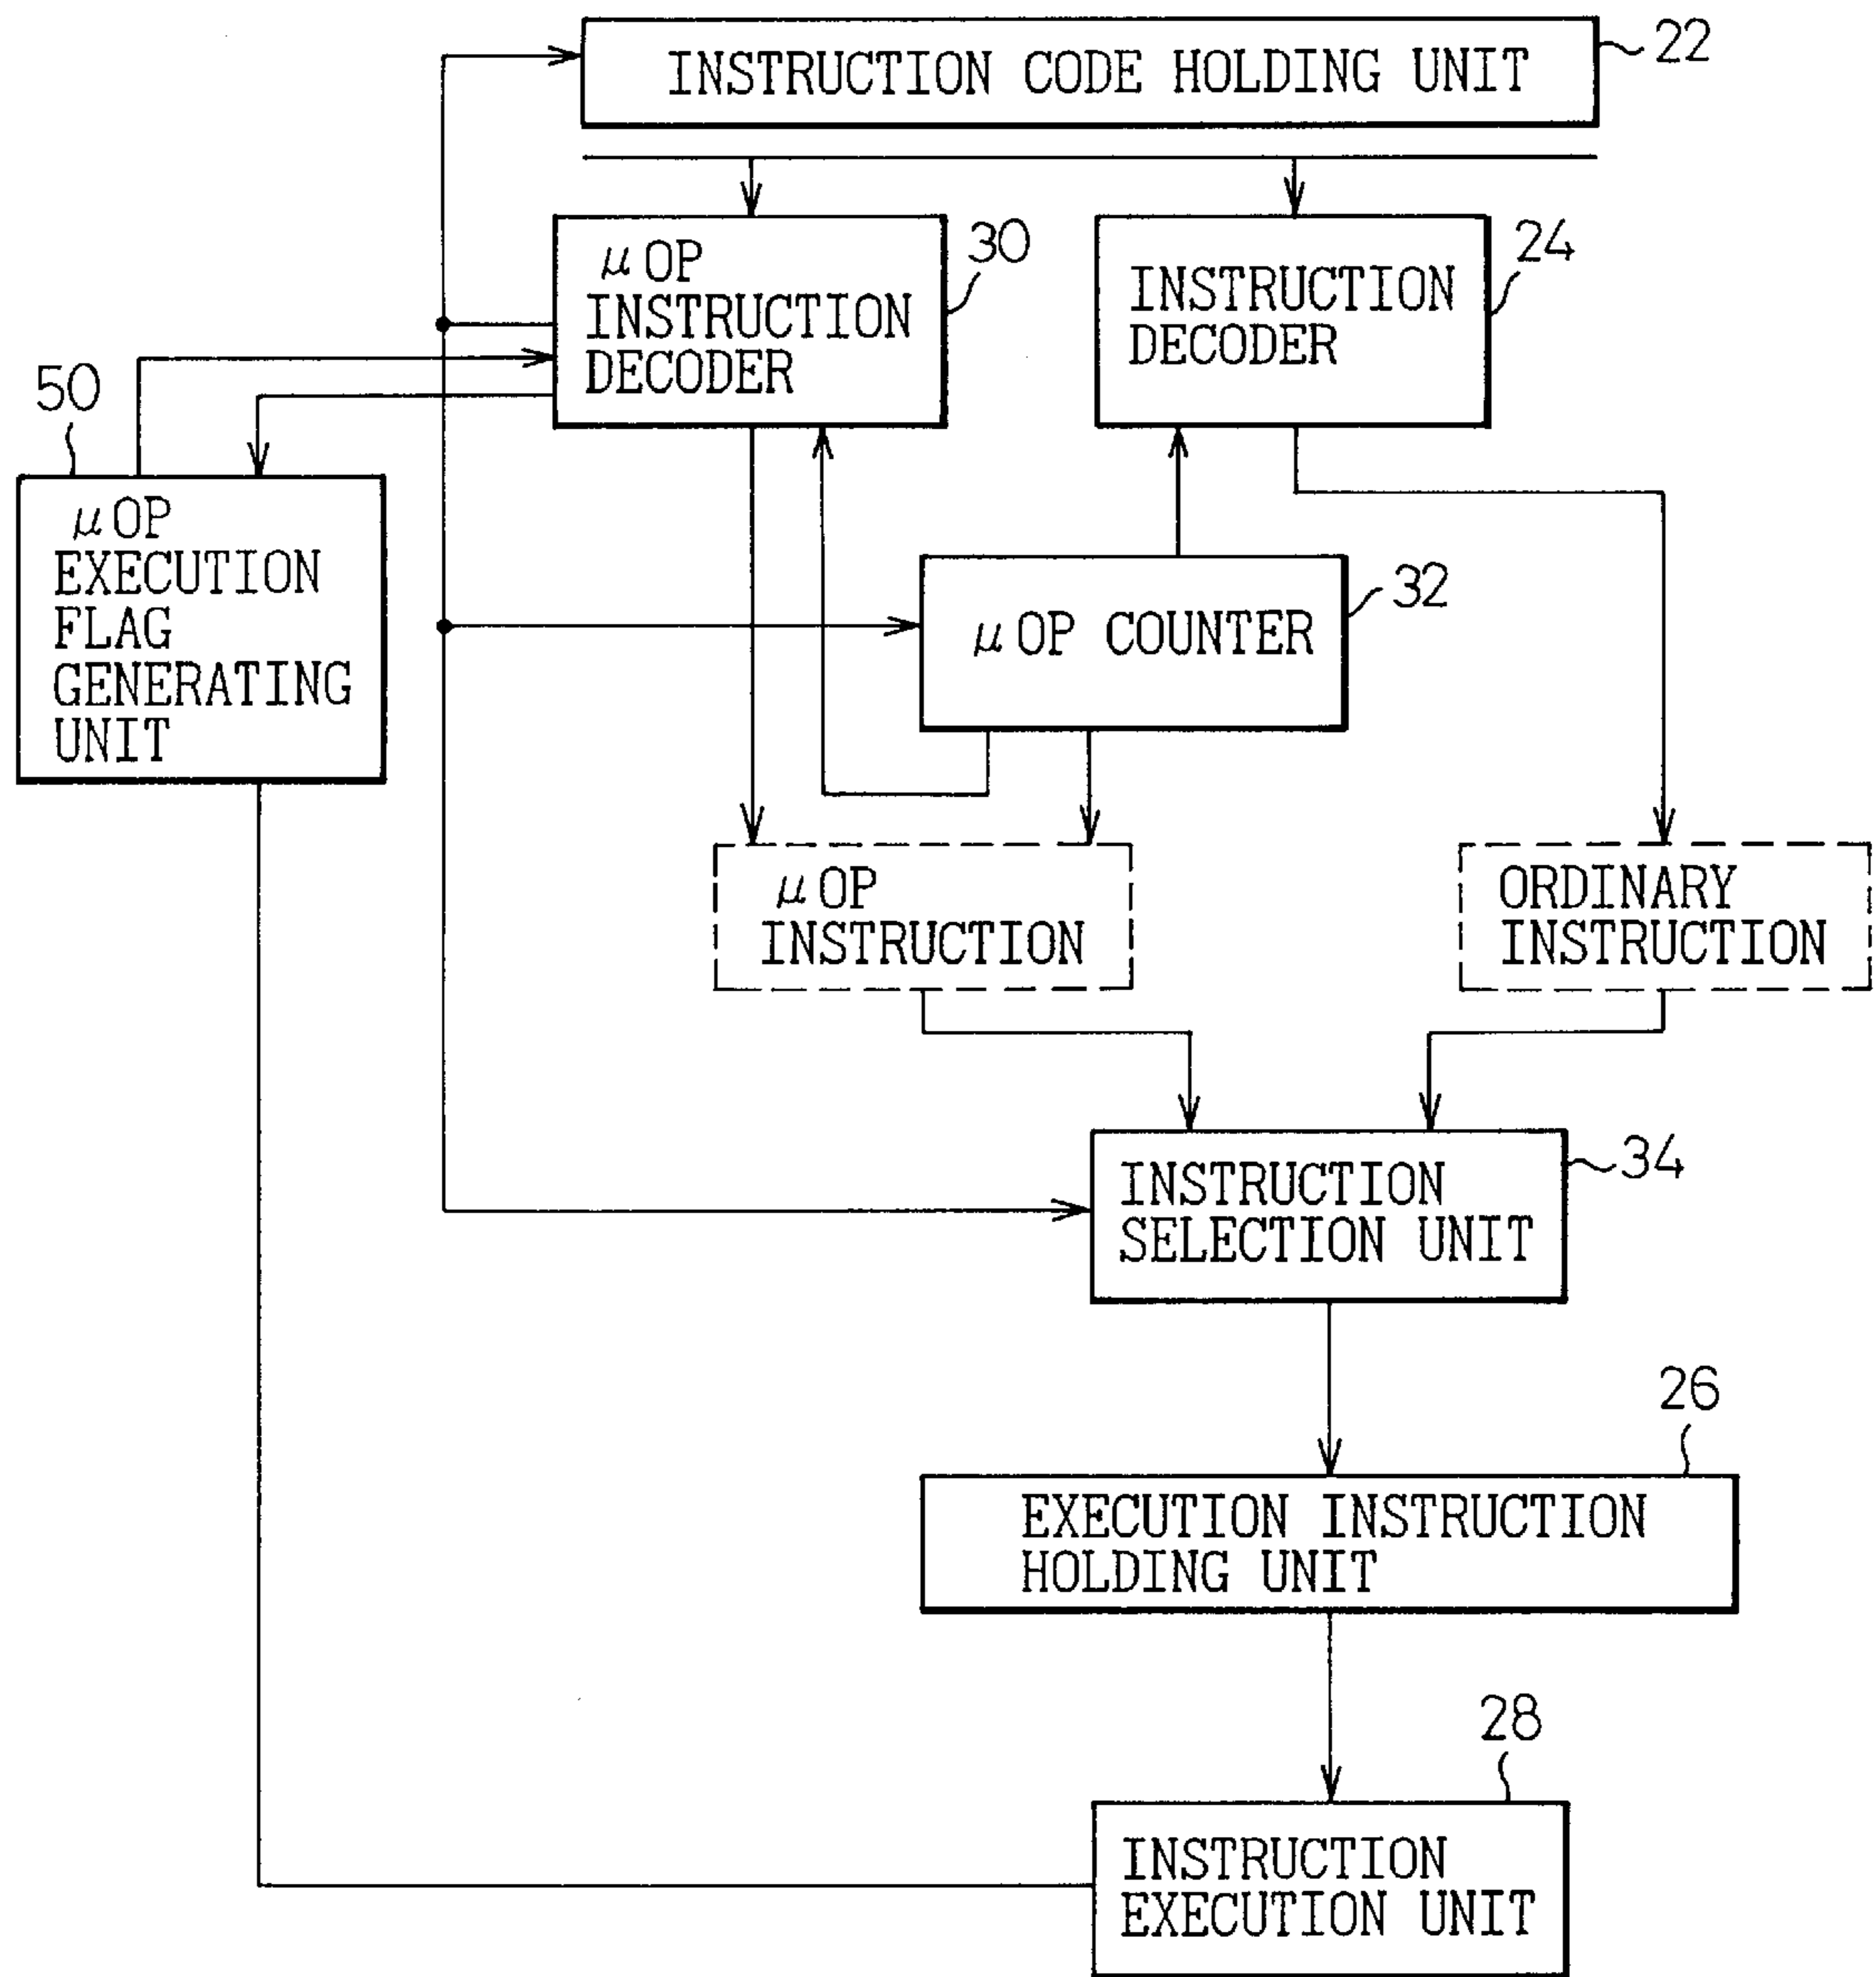 INSTRUCTION CODE HOLDING UNIT
22
μOP
INSTRUCTION
DECODER
30
INSTRUCTION
DECODER
24
50
μOP
EXECUTION
FLAG
GENERATING
UNIT
μOP COUNTER
32
μOP
INSTRUCTION
ORDINARY
INSTRUCTION
INSTRUCTION
SELECTION UNIT
34
26
EXECUTION INSTRUCTION
HOLDING UNIT
28
INSTRUCTION
EXECUTION UNIT